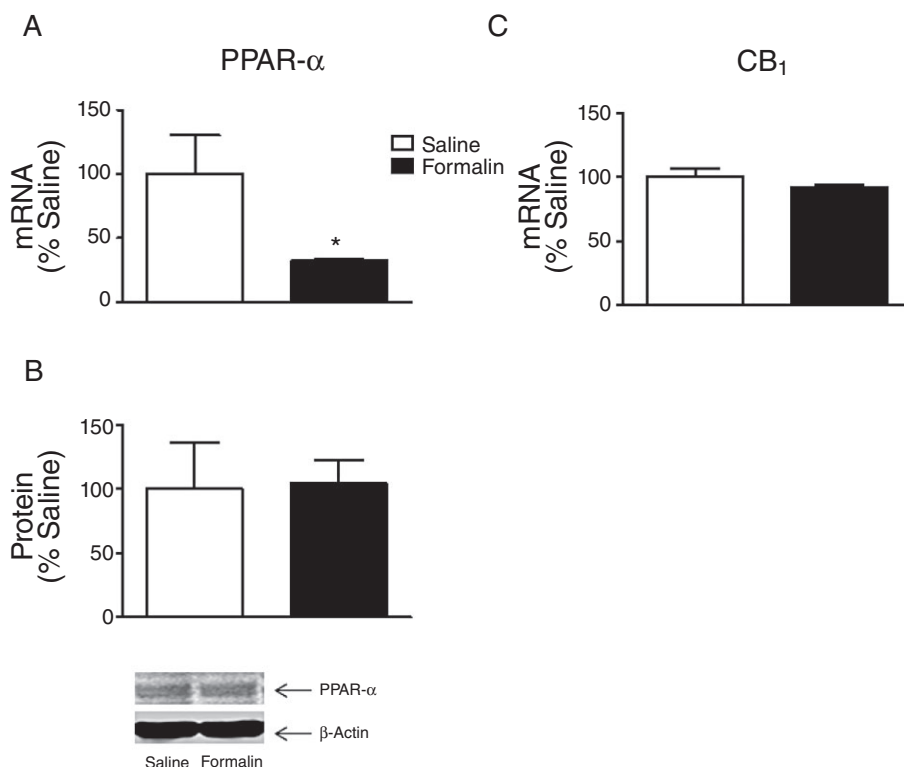 A
PPAR-α
150
100
50
0
mRNA
(% Saline)
*
Saline
Formalin
C
CB₁
150
100
50
0
mRNA
(% Saline)
B
150
100
50
0
Protein
(% Saline)
PPAR-α
β-Actin
Saline Formalin